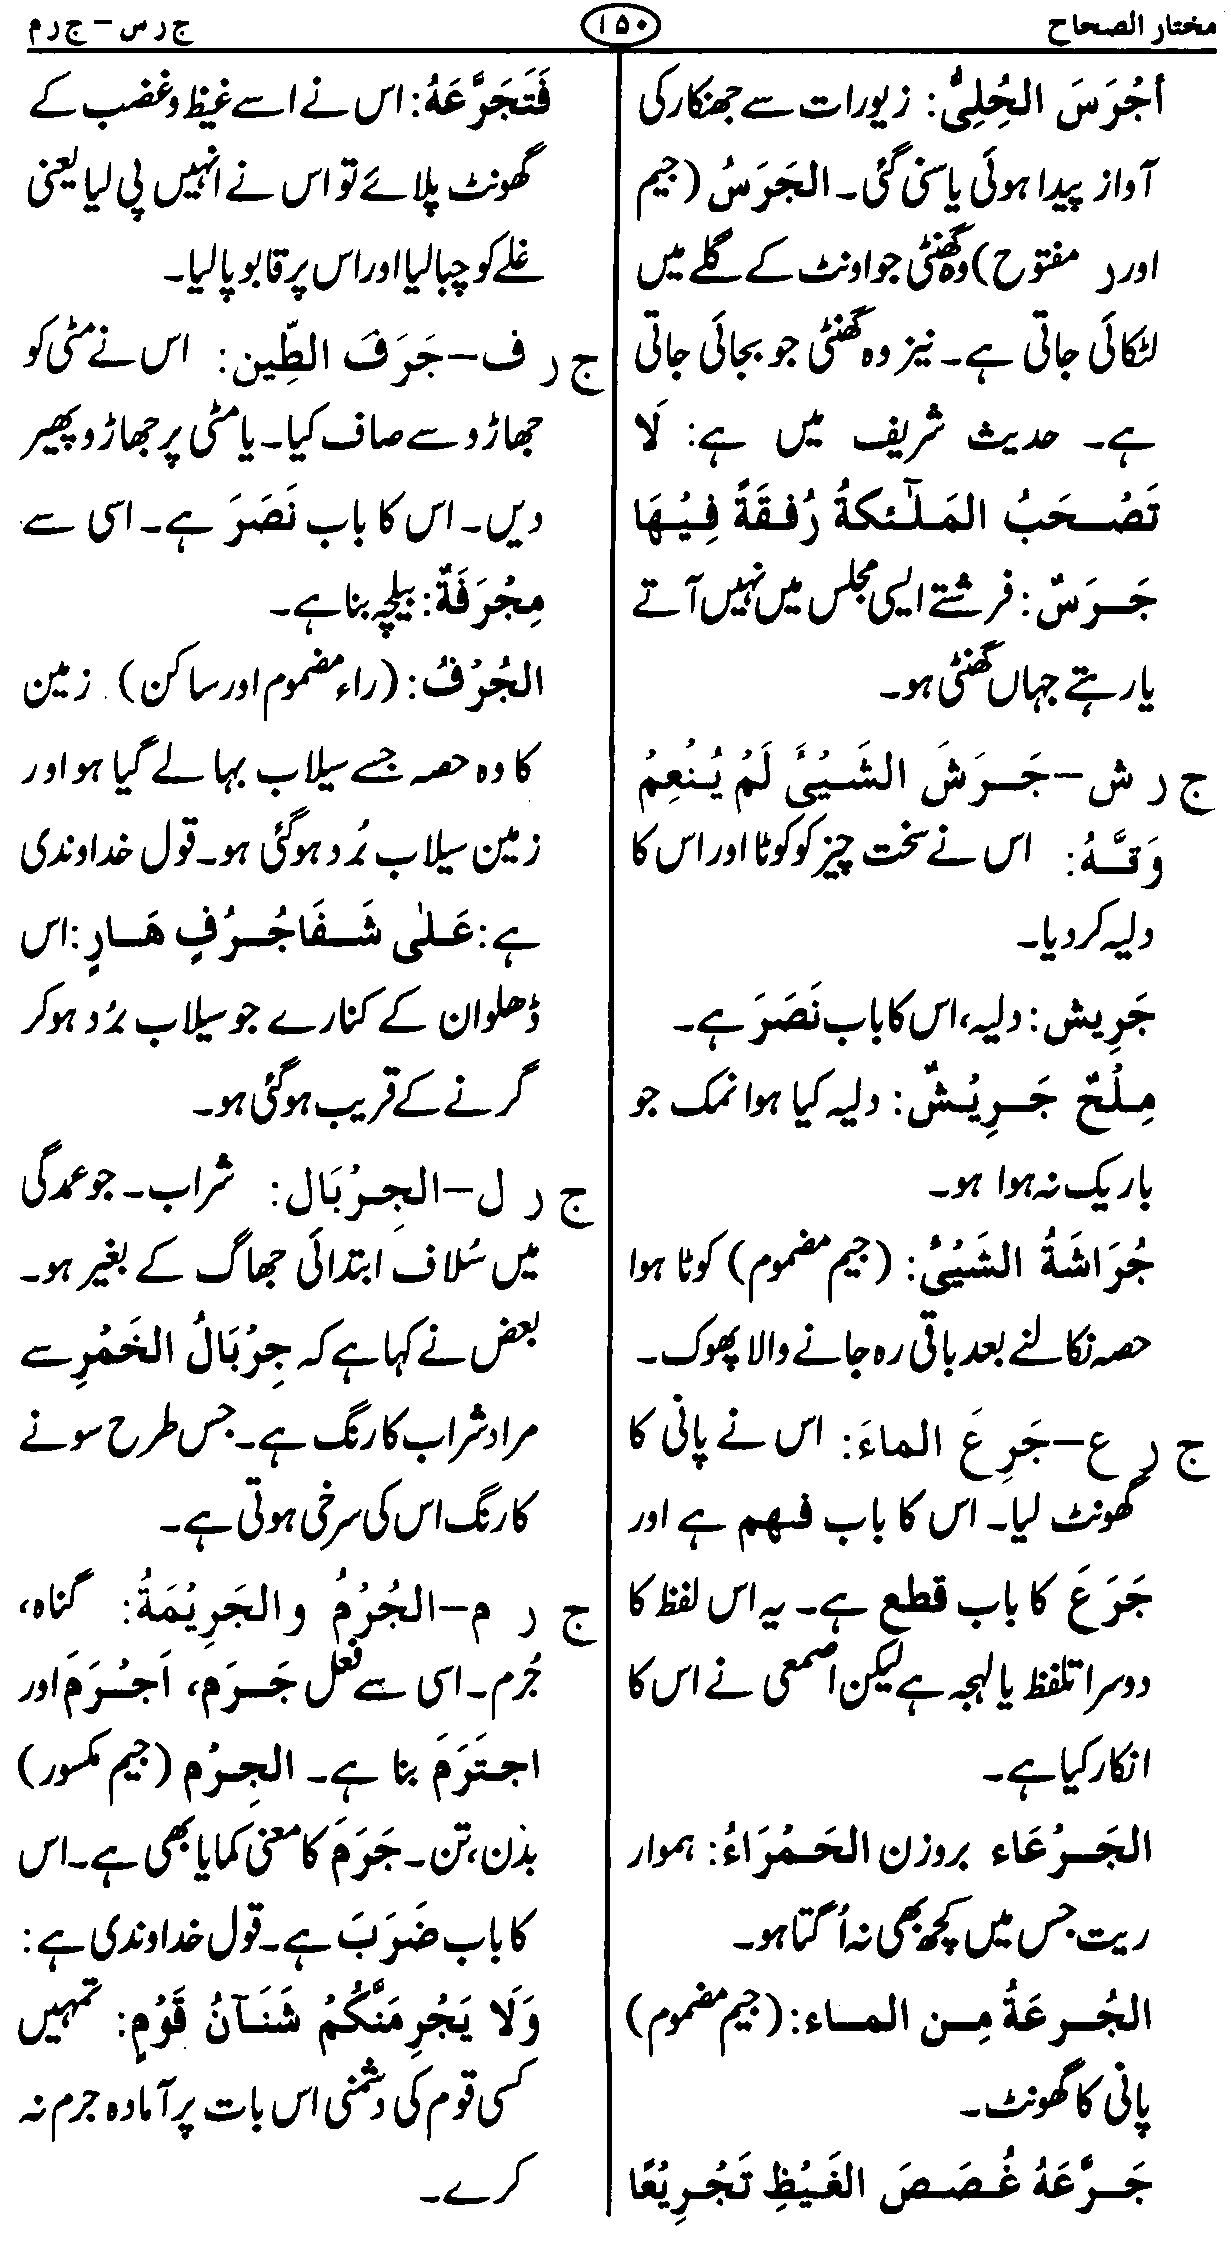 مختار الصحاح
۱۵۰
ج ر س – ج ر م
أجْرَسَ الحُلِیُّ: زیورات سے جھنکار کی
آواز پیدا ہوئی یا سنی گئی۔ الجَرَسُ (جیم
اور ر مفتوح) وہ گھنٹی جو اونٹ کے گلے میں
لٹکائی جاتی ہے۔ نیز وہ گھنٹی جو بجائی جاتی
ہے۔ حدیث شریف میں ہے: لَا
تَصْحَبُ المَلٰٓئکۃُ رُفْقَۃً فِیْھَا
جَرَسٌ: فرشتے ایسی مجلس میں نہیں آتے
یا رہتے جہاں گھنٹی ہو۔
ج ر ش – جَرَشَ الشَیْئَ لَمْ یُنْعِمْ
وَقَّہُ: اس نے سخت چیز کو کوٹا اور اس کا
دلیہ کر دیا۔
جَرِیش: دلیہ، اس کا باب نَصَرَ ہے۔
مِلْحٌ جَرِیْشٌ: دلیہ کیا ہوا نمک جو
باریک نہ ہوا ہو۔
جُرَاشَۃُ الشَیْئُ: (جیم مضموم) کوٹا ہوا
حصہ نکالنے بعد باقی رہ جانے والا پھوک۔
ج ر ع – جَرِعَ الماءَ: اس نے پانی کا
گھونٹ لیا۔ اس کا باب فہم ہے اور
جَرَعَ کا باب قطع ہے۔ یہ اس لفظ کا
دوسرا تلفظ یا لہجہ ہے لیکن اصمعی نے اس کا
انکار کیا ہے۔
الجَرْعَاء بروزن الحَمْرَاءُ: ہموار
ریت جس میں کچھ بھی نہ اُگتا ہو۔
الجُرعَۃُ مِن الماء: (جیم مضموم)
پانی کا گھونٹ۔
جَرَّعَہُ غُصَصَ الغَیْظِ تَجْرِیْعًا
فَتَجَرَّعَہُ: اس نے اسے غیظ و غضب کے
گھونٹ پلائے تو اس نے انہیں پی لیا یعنی
غلے کو چبا لیا اور اس پر قابو پا لیا۔
ج ر ف – جَرَفَ الطِّین: اس نے مٹی کو
جھاڑو سے صاف کیا۔ یا مٹی پر جھاڑو پھیر
دیں۔ اس کا باب نَصَرَ ہے۔ اسی سے
مِجْرَفَۃٌ: بیلچہ بنا ہے۔
الجُرْفُ: (راء مضموم اور ساکن) زمین
کا وہ حصہ جسے سیلاب بہا لے گیا ہو اور
زمین سیلاب بُرد ہوگئی ہو۔ قول خداوندی
ہے: عَلٰی شَفَا جُرُفٍ ھَارٍ: اس
ڈھلوان کے کنارے جو سیلاب بُرد ہو کر
گرنے کے قریب ہوگئی ہو۔
ج ر ل – الجِرْبَال: شراب۔ جو عمدگی
میں سُلاف ابتدائی جھاگ کے بغیر ہو۔
بعض نے کہا ہے کہ جِرْبَالُ الخَمْرِ سے
مراد شراب کا رنگ ہے۔ جس طرح سونے
کا رنگ اس کی سرخی ہوتی ہے۔
ج ر م – الجُرْمُ والجَرِیْمَۃُ: گناہ،
جُرم۔ اسی سے فعل جَرَم، اَجْرَمَ اور
اجتَرَمَ بنا ہے۔ الجِرْم (جیم مکسور)
بدن، تن۔ جَرَمَ کا معنی کمایا بھی ہے۔ اس
کا باب ضَرَبَ ہے۔ قول خداوندی ہے:
وَلَا یَجْرِمَنَّکُمْ شَنَآنُ قَوْمٍ: تمہیں
کسی قوم کی دشمنی اس بات پر آمادہ جرم نہ
کرے۔